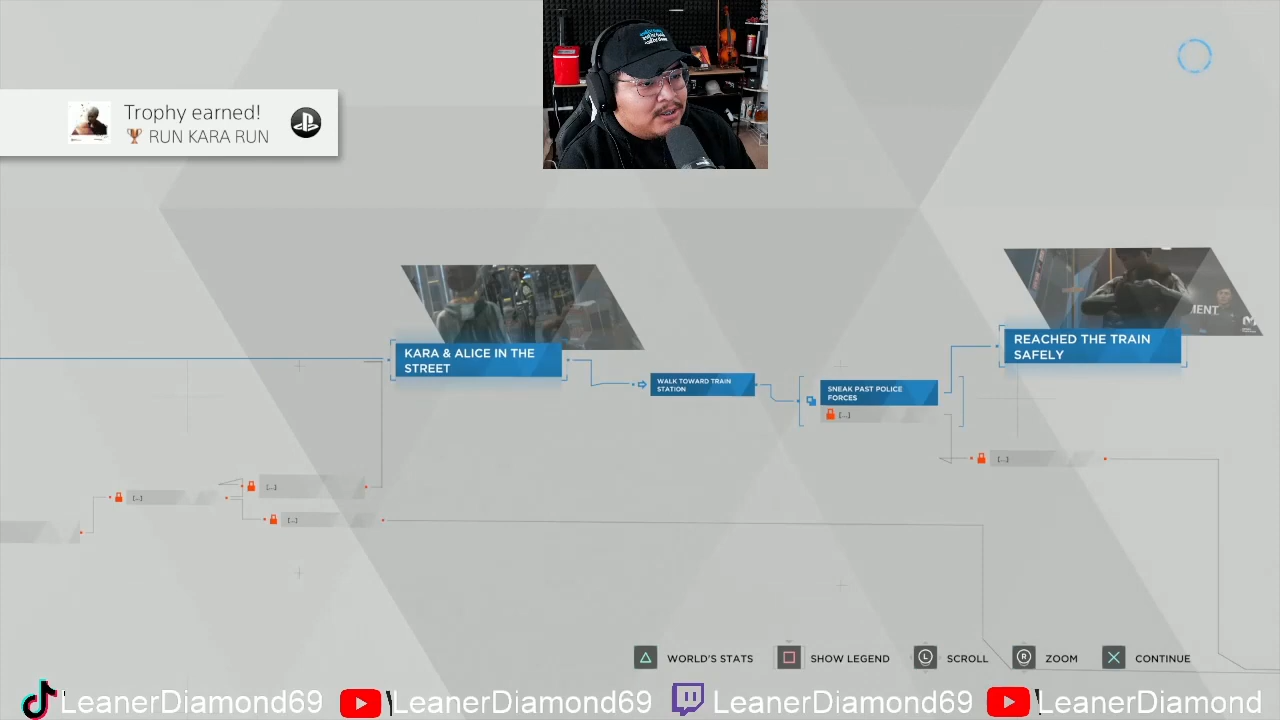 Trophy earned!
RUN KARA RUN
KARA & ALICE IN THE
STREET
WALK TOWARD TRAIN
STATION
SNEAK PAST POLICE
FORCES
[...]
REACHED THE TRAIN
SAFELY
MENT
[...]
[...]
[...]
[...]
WORLD'S STATS
SHOW LEGEND
L
SCROLL
R
ZOOM
CONTINUE
LeanerDiamond69
\LeanerDiamond69
LeanerDiamond69
\LeanerDiamond